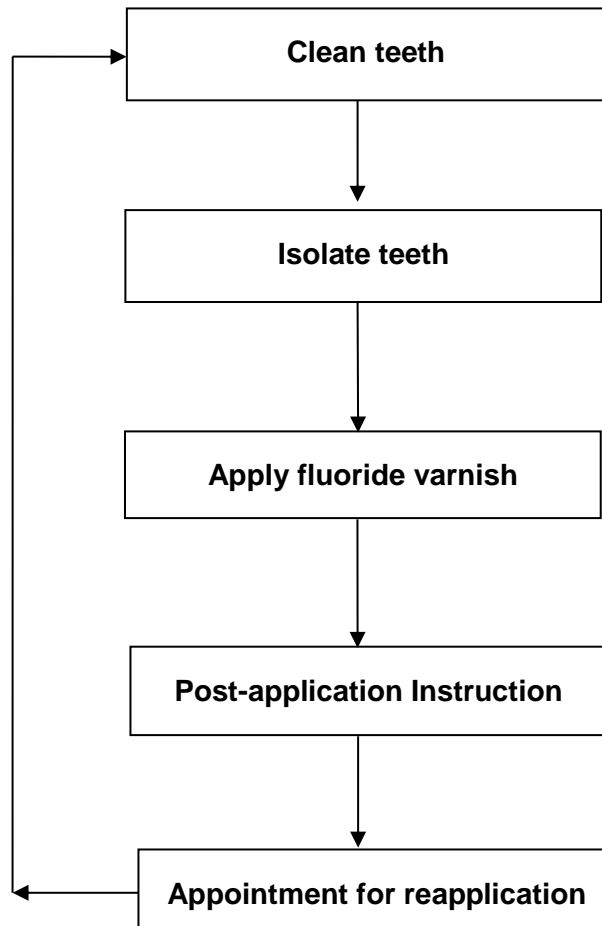 Clean teeth
Isolate teeth
Apply fluoride varnish
Post-application Instruction
Appointment for reapplication